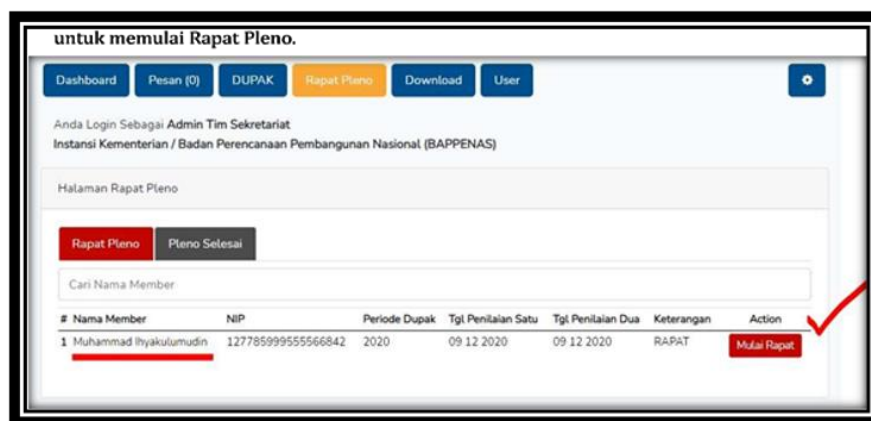 untuk memulai Rapat Pleno.
Dashboard Pesan (0) DUPAK Rapat Pleno Download User
Anda Login Sebagai Admin Tim Sekretariat
Instansi Kementerian / Badan Perencanaan Pembangunan Nasional (BAPPENAS)
Halaman Rapat Pleno
Rapat Pleno Pleno Selesai
Cari Nama Member
# Nama Member NIP Periode Dupak Tgl Penilaian Satu Tgl Penilaian Dua Keterangan Action
1 Muhammad Ihyakulumudin 127785999555566842 2020 09 12 2020 09 12 2020 RAPAT Mulai Rapat